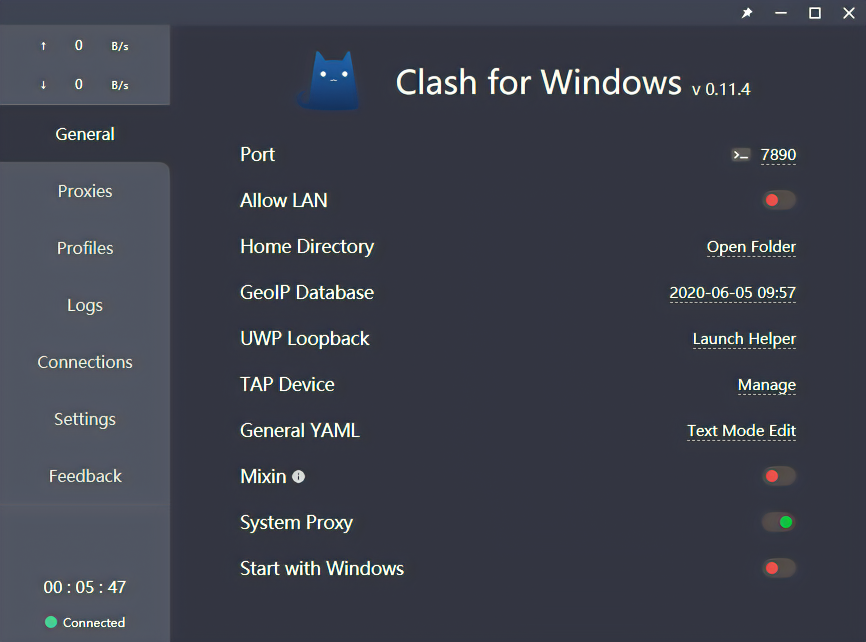 ↑ 0 B/s
↓ 0 B/s
General
Proxies
Profiles
Logs
Connections
Settings
Feedback
00 : 05 : 47
Connected
Clash for Windows v 0.11.4
Port 7890
Allow LAN
Home Directory Open Folder
GeoIP Database 2020-06-05 09:57
UWP Loopback Launch Helper
TAP Device Manage
General YAML Text Mode Edit
Mixin
System Proxy
Start with Windows